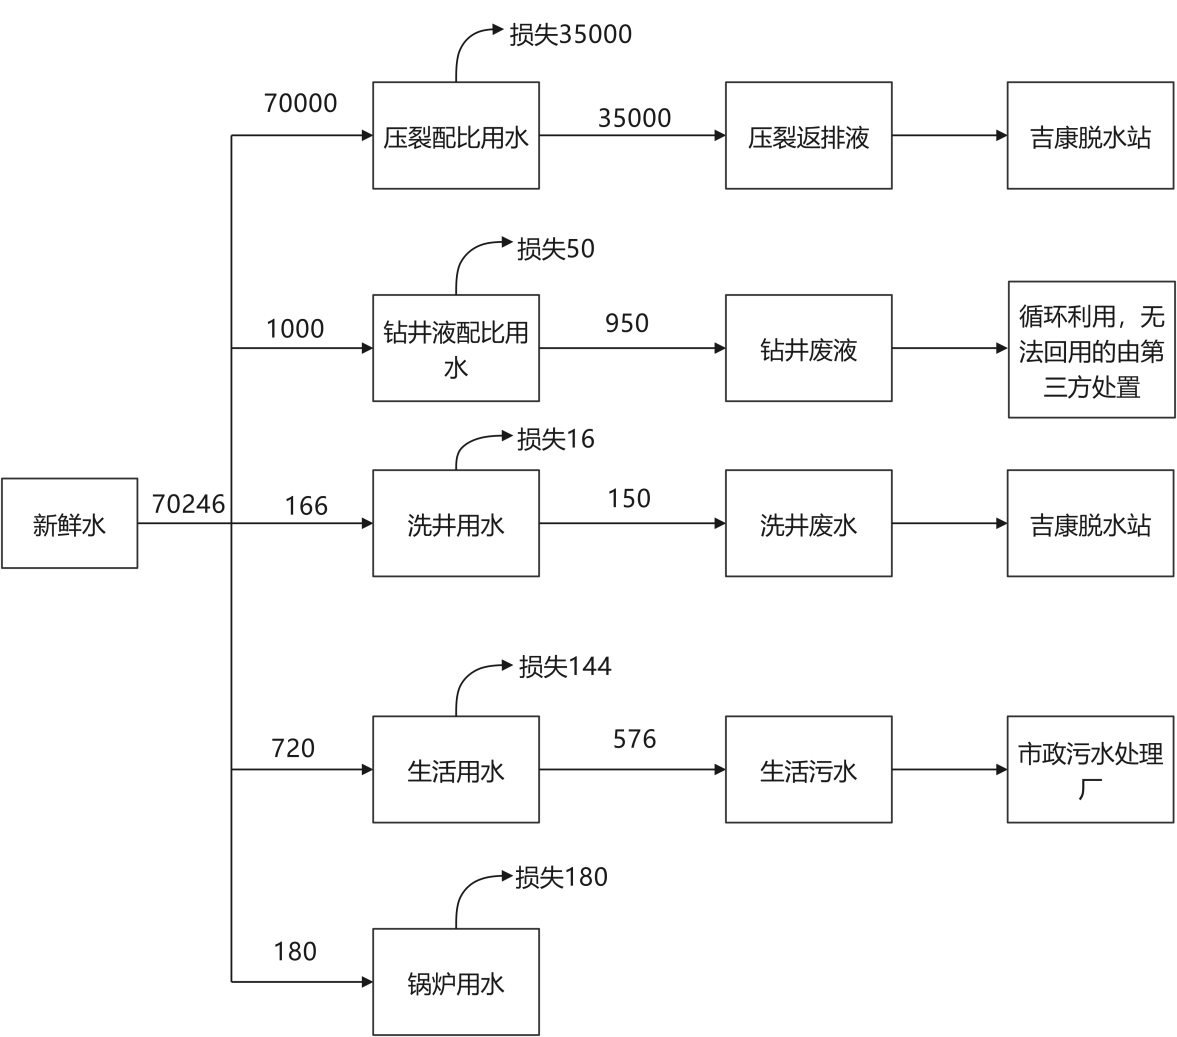 损失35000
70000
压裂配比用水
35000
压裂返排液
吉康脱水站
损失50
1000
钻井液配比用
水
950
钻井废液
循环利用，无
法回用的由第
三方处置
损失16
新鲜水
70246
166
洗井用水
150
洗井废水
吉康脱水站
损失144
720
生活用水
576
生活污水
市政污水处理
厂
损失180
180
锅炉用水